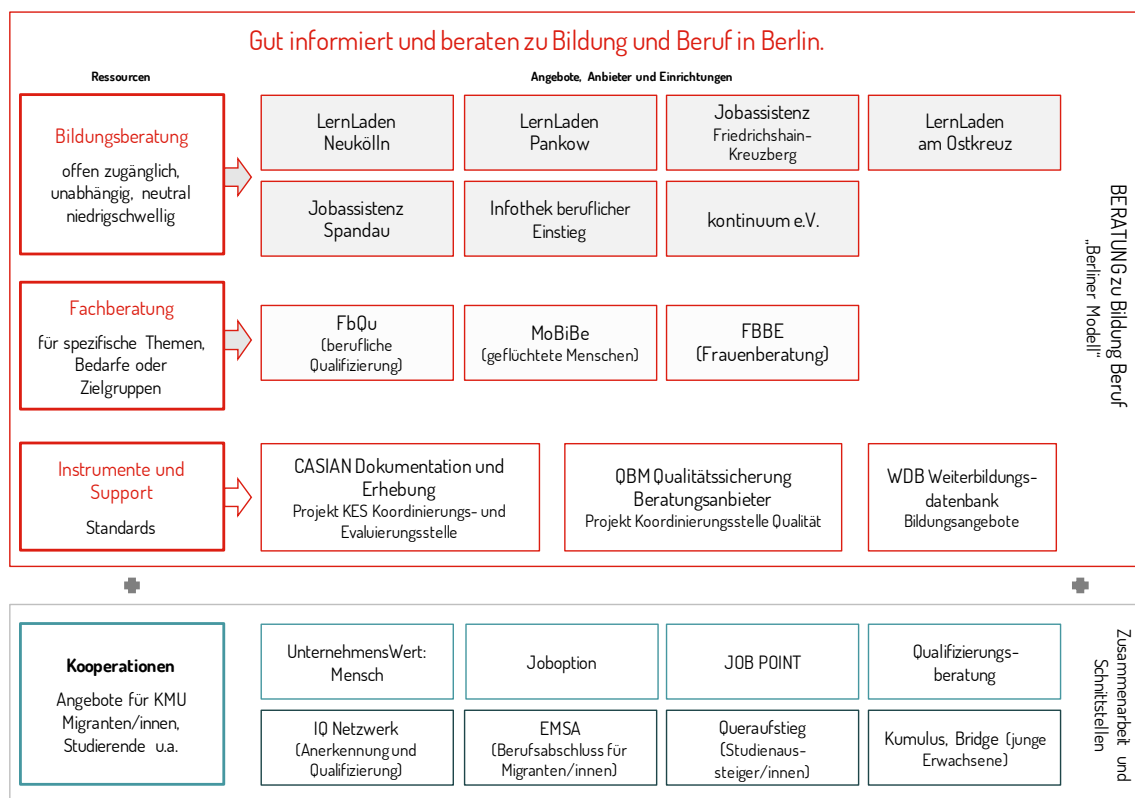 Gut informiert und beraten zu Bildung und Beruf in Berlin.
Ressourcen
Angebote, Anbieter und Einrichtungen
Bildungsberatung
offen zugänglich,
unabhängig, neutral
niedrigschwellig
LernLaden
Neukölln
LernLaden
Pankow
Jobassistenz
Friedrichshain-
Kreuzberg
LernLaden
am Ostkreuz
Jobassistenz
Spandau
Infothek beruflicher
Einstieg
kontinuum e.V.
Fachberatung
für spezifische Themen,
Bedarfe oder
Zielgruppen
FbQu
(berufliche
Qualifizierung)
MoBiBe
(geflüchtete Menschen)
FBBE
(Frauenberatung)
Instrumente und
Support
Standards
CASIAN Dokumentation und
Erhebung
Projekt KES Koordinierungs- und
Evaluierungsstelle
QBM Qualitätssicherung
Beratungsanbieter
Projekt Koordinierungsstelle Qualität
WDB Weiterbildungs-
datenbank
Bildungsangebote
BERATUNG zu Bildung Beruf
„Berliner Modell“
Kooperationen
Angebote für KMU
Migranten/innen,
Studierende u.a.
UnternehmensWert:
Mensch
Joboption
JOB POINT
Qualifizierungs-
beratung
IQ Netzwerk
(Anerkennung und
Qualifizierung)
EMSA
(Berufsabschluss für
Migranten/innen)
Queraufstieg
(Studienaus-
steiger/innen)
Kumulus, Bridge (junge
Erwachsene)
Zusammenarbeit und
Schnittstellen